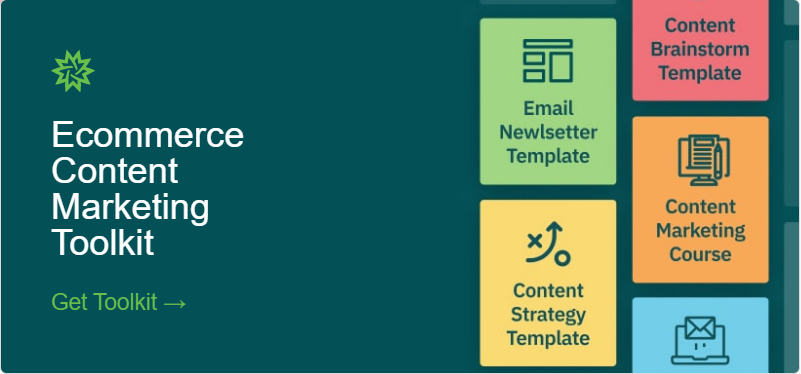 Ecommerce
Content
Marketing
Toolkit
Get Toolkit →
Email
Newlsetter
Template
Content
Strategy
Template
Content
Brainstorm
Template
Content
Marketing
Course